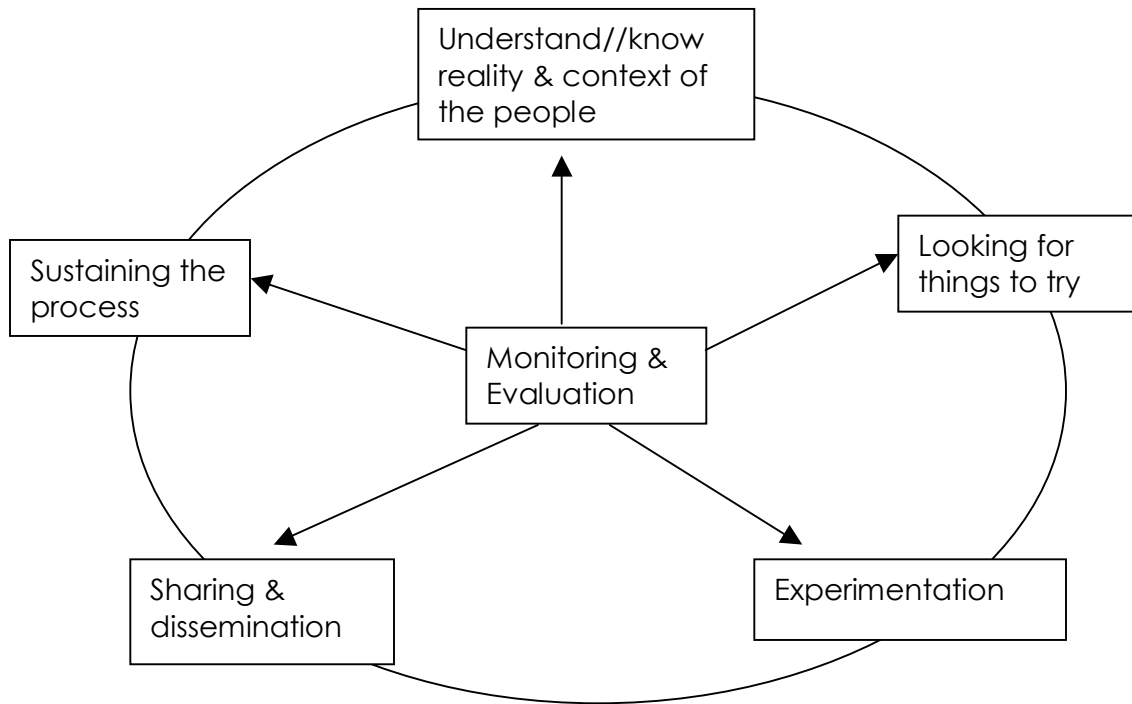 Understand//know
reality & context of
the people
Looking for
things to try
Sustaining the
process
Monitoring &
Evaluation
Sharing &
dissemination
Experimentation